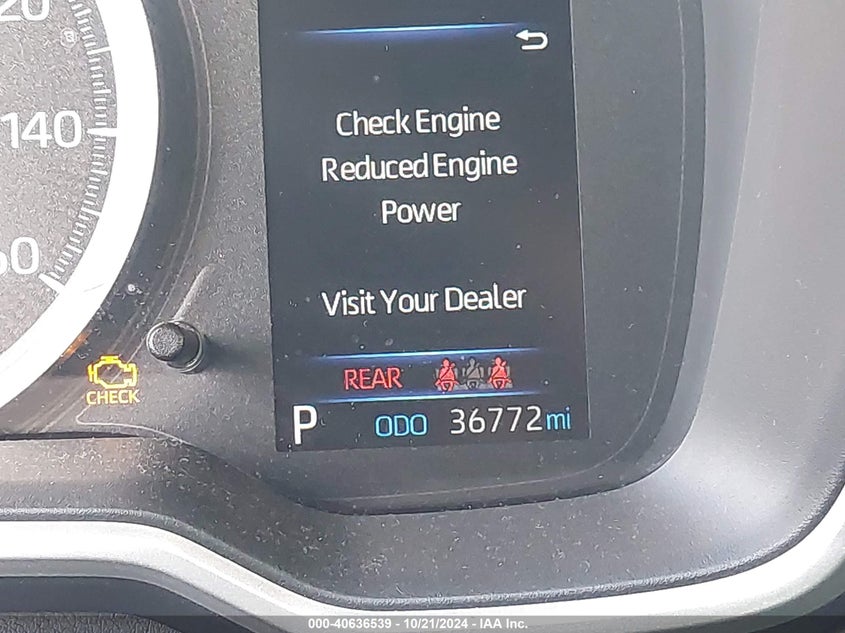 140
Check Engine
Reduced Engine
Power
Visit Your Dealer
REAR
CHECK
P ODO 36772 mi
000-40636539 - 10/21/2024 - IAA Inc.